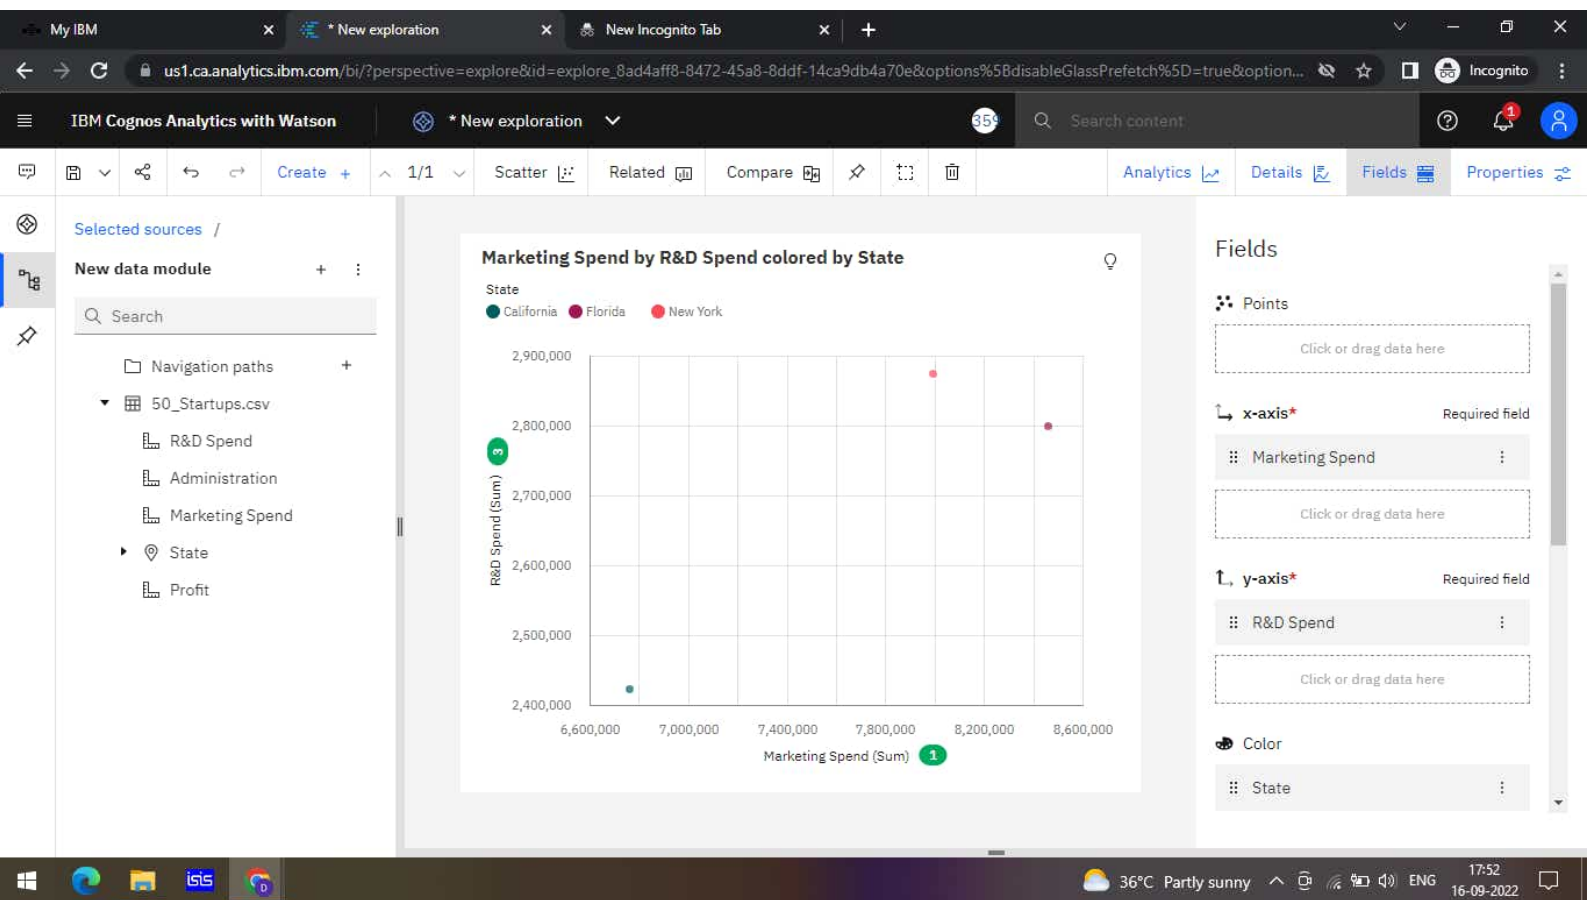 My IBM
* New exploration
New Incognito Tab
us1.ca.analytics.ibm.com/bi/?perspective=explore&id=explore_8ad4aff8-8472-45a8-8ddf-14ca9db4a70e&options%5BdisableGlassPrefetch%5D=true&option...
Incognito
IBM Cognos Analytics with Watson
* New exploration
359
Search content
1
Create +
1/1
Scatter
Related
Compare
Analytics
Details
Fields
Properties
Selected sources /
New data module
Search
Navigation paths
50_Startups.csv
R&D Spend
Administration
Marketing Spend
State
Profit
Marketing Spend by R&D Spend colored by State
State
California Florida New York
2,900,000
2,800,000
2,700,000
2,600,000
2,500,000
2,400,000
R&D Spend (Sum) 3
6,600,000 7,000,000 7,400,000 7,800,000 8,200,000 8,600,000
Marketing Spend (Sum) 1
Fields
Points
Click or drag data here
x-axis* Required field
Marketing Spend
Click or drag data here
y-axis* Required field
R&D Spend
Click or drag data here
Color
State
isis
D
36°C Partly sunny
ENG
17:52
16-09-2022